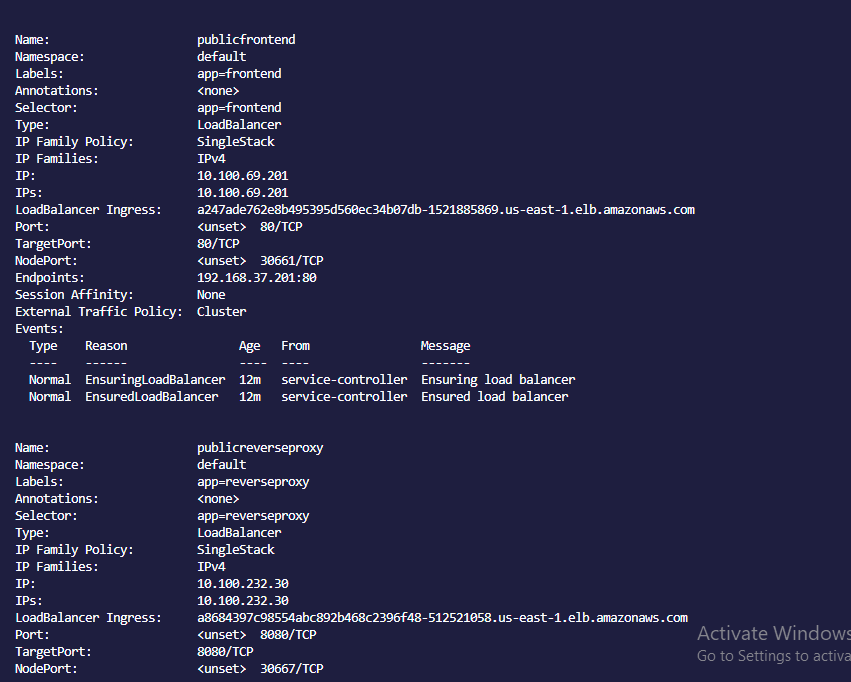 Name: publicfrontend
Namespace: default
Labels: app=frontend
Annotations: <none>
Selector: app=frontend
Type: LoadBalancer
IP Family Policy: SingleStack
IP Families: IPv4
IP: 10.100.69.201
IPs: 10.100.69.201
LoadBalancer Ingress: a247ade762e8b495395d560ec34b07db-1521885869.us-east-1.elb.amazonaws.com
Port: <unset> 80/TCP
TargetPort: 80/TCP
NodePort: <unset> 30661/TCP
Endpoints: 192.168.37.201:80
Session Affinity: None
External Traffic Policy: Cluster
Events:
Type Reason Age From Message
---- ------ ---- ---- -------
Normal EnsuringLoadBalancer 12m service-controller Ensuring load balancer
Normal EnsuredLoadBalancer 12m service-controller Ensured load balancer
Name: publicreverseproxy
Namespace: default
Labels: app=reverseproxy
Annotations: <none>
Selector: app=reverseproxy
Type: LoadBalancer
IP Family Policy: SingleStack
IP Families: IPv4
IP: 10.100.232.30
IPs: 10.100.232.30
LoadBalancer Ingress: a8684397c98554abc892b468c2396f48-512521058.us-east-1.elb.amazonaws.com
Port: <unset> 8080/TCP
TargetPort: 8080/TCP
NodePort: <unset> 30667/TCP
Activate Windows
Go to Settings to activa